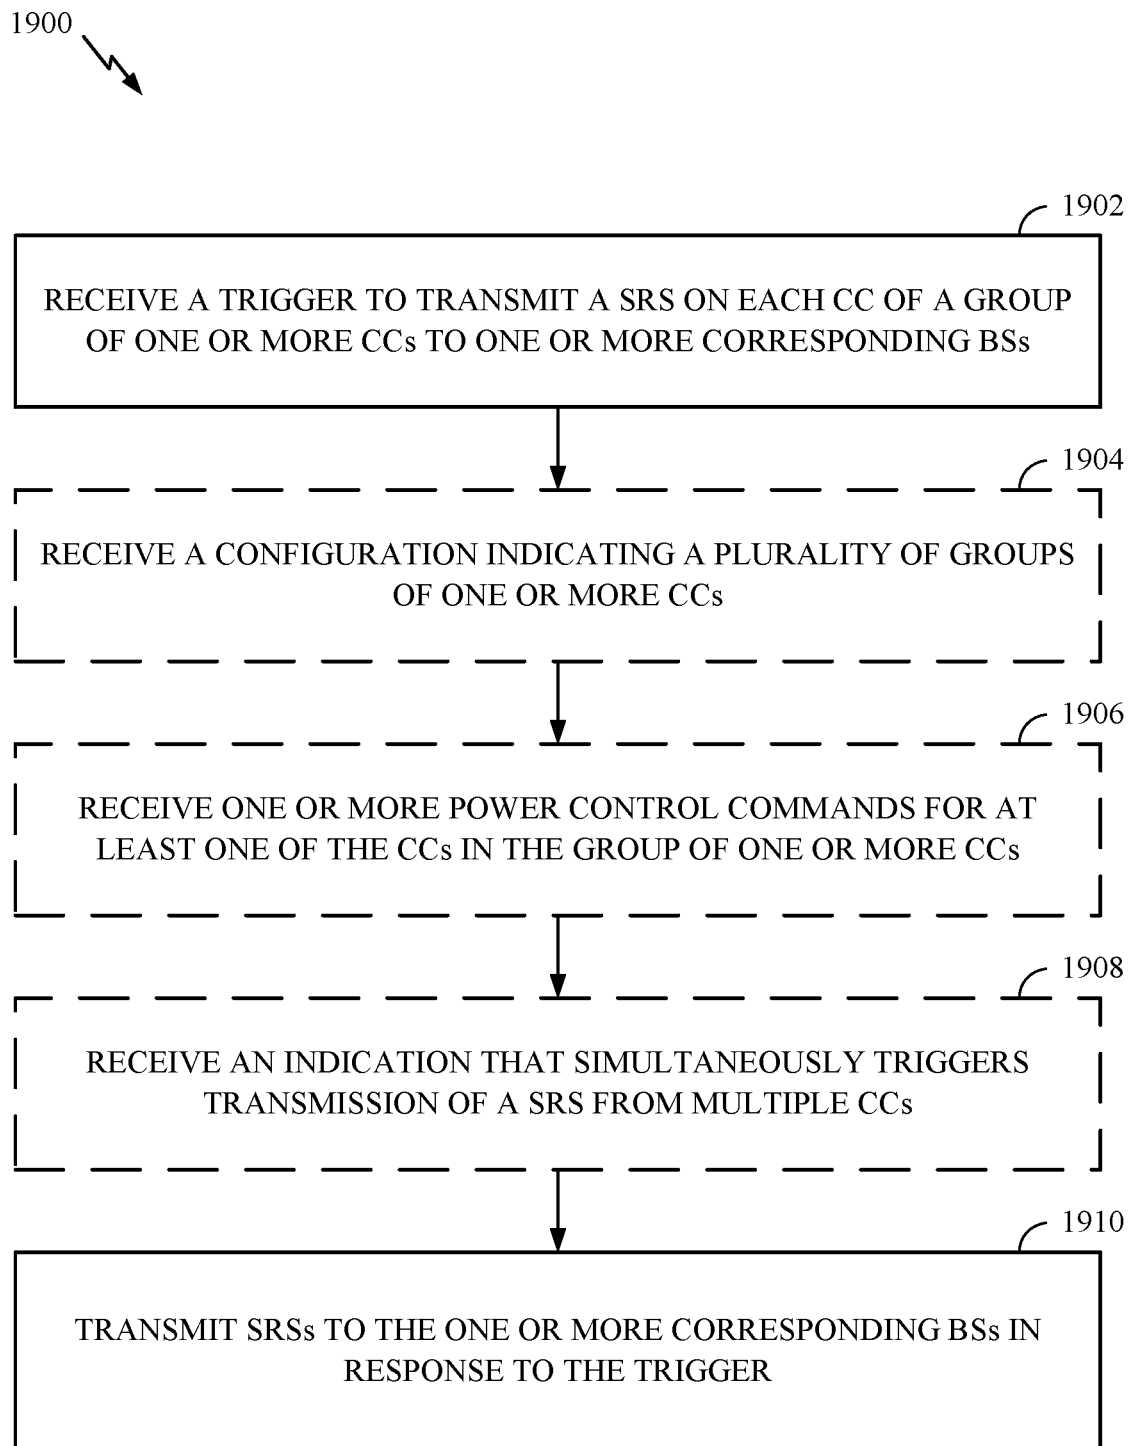 1900
1902
RECEIVE A TRIGGER TO TRANSMIT A SRS ON EACH CC OF A GROUP
OF ONE OR MORE CCs TO ONE OR MORE CORRESPONDING BSs
1904
RECEIVE A CONFIGURATION INDICATING A PLURALITY OF GROUPS
OF ONE OR MORE CCs
1906
RECEIVE ONE OR MORE POWER CONTROL COMMANDS FOR AT
LEAST ONE OF THE CCs IN THE GROUP OF ONE OR MORE CCs
1908
RECEIVE AN INDICATION THAT SIMULTANEOUSLY TRIGGERS
TRANSMISSION OF A SRS FROM MULTIPLE CCs
1910
TRANSMIT SRSs TO THE ONE OR MORE CORRESPONDING BSs IN
RESPONSE TO THE TRIGGER